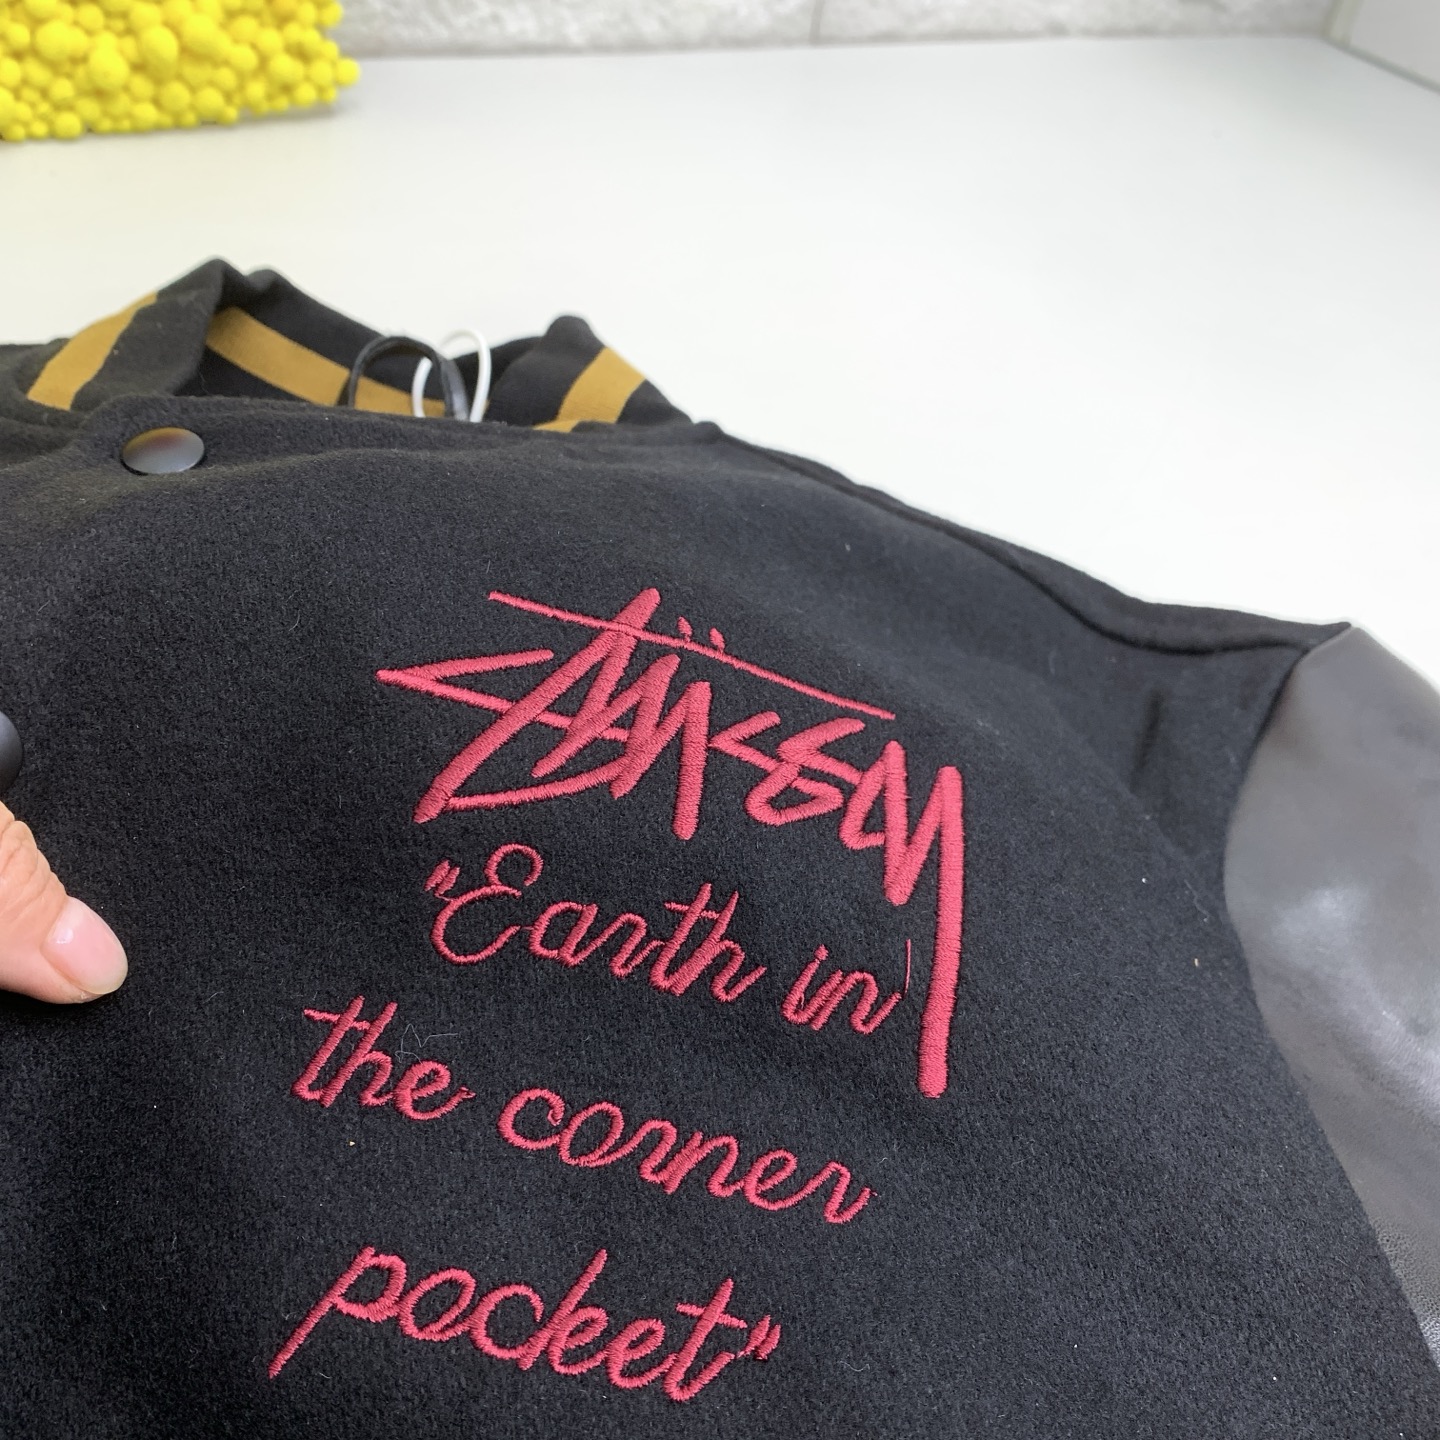 Stüssy
"Earth in
the corner
pocket"